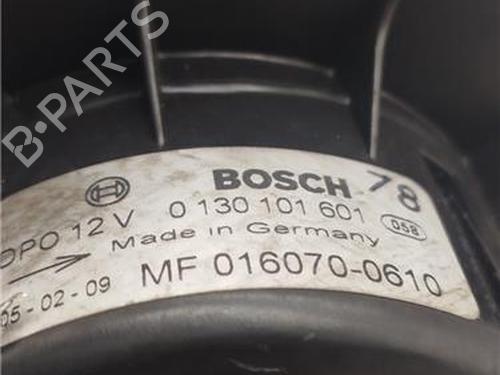 B-PARTS
BOSCH 78
DPO 12 V 0 130 101 601 058
Made in Germany
MF 016070-0610
05-02-09